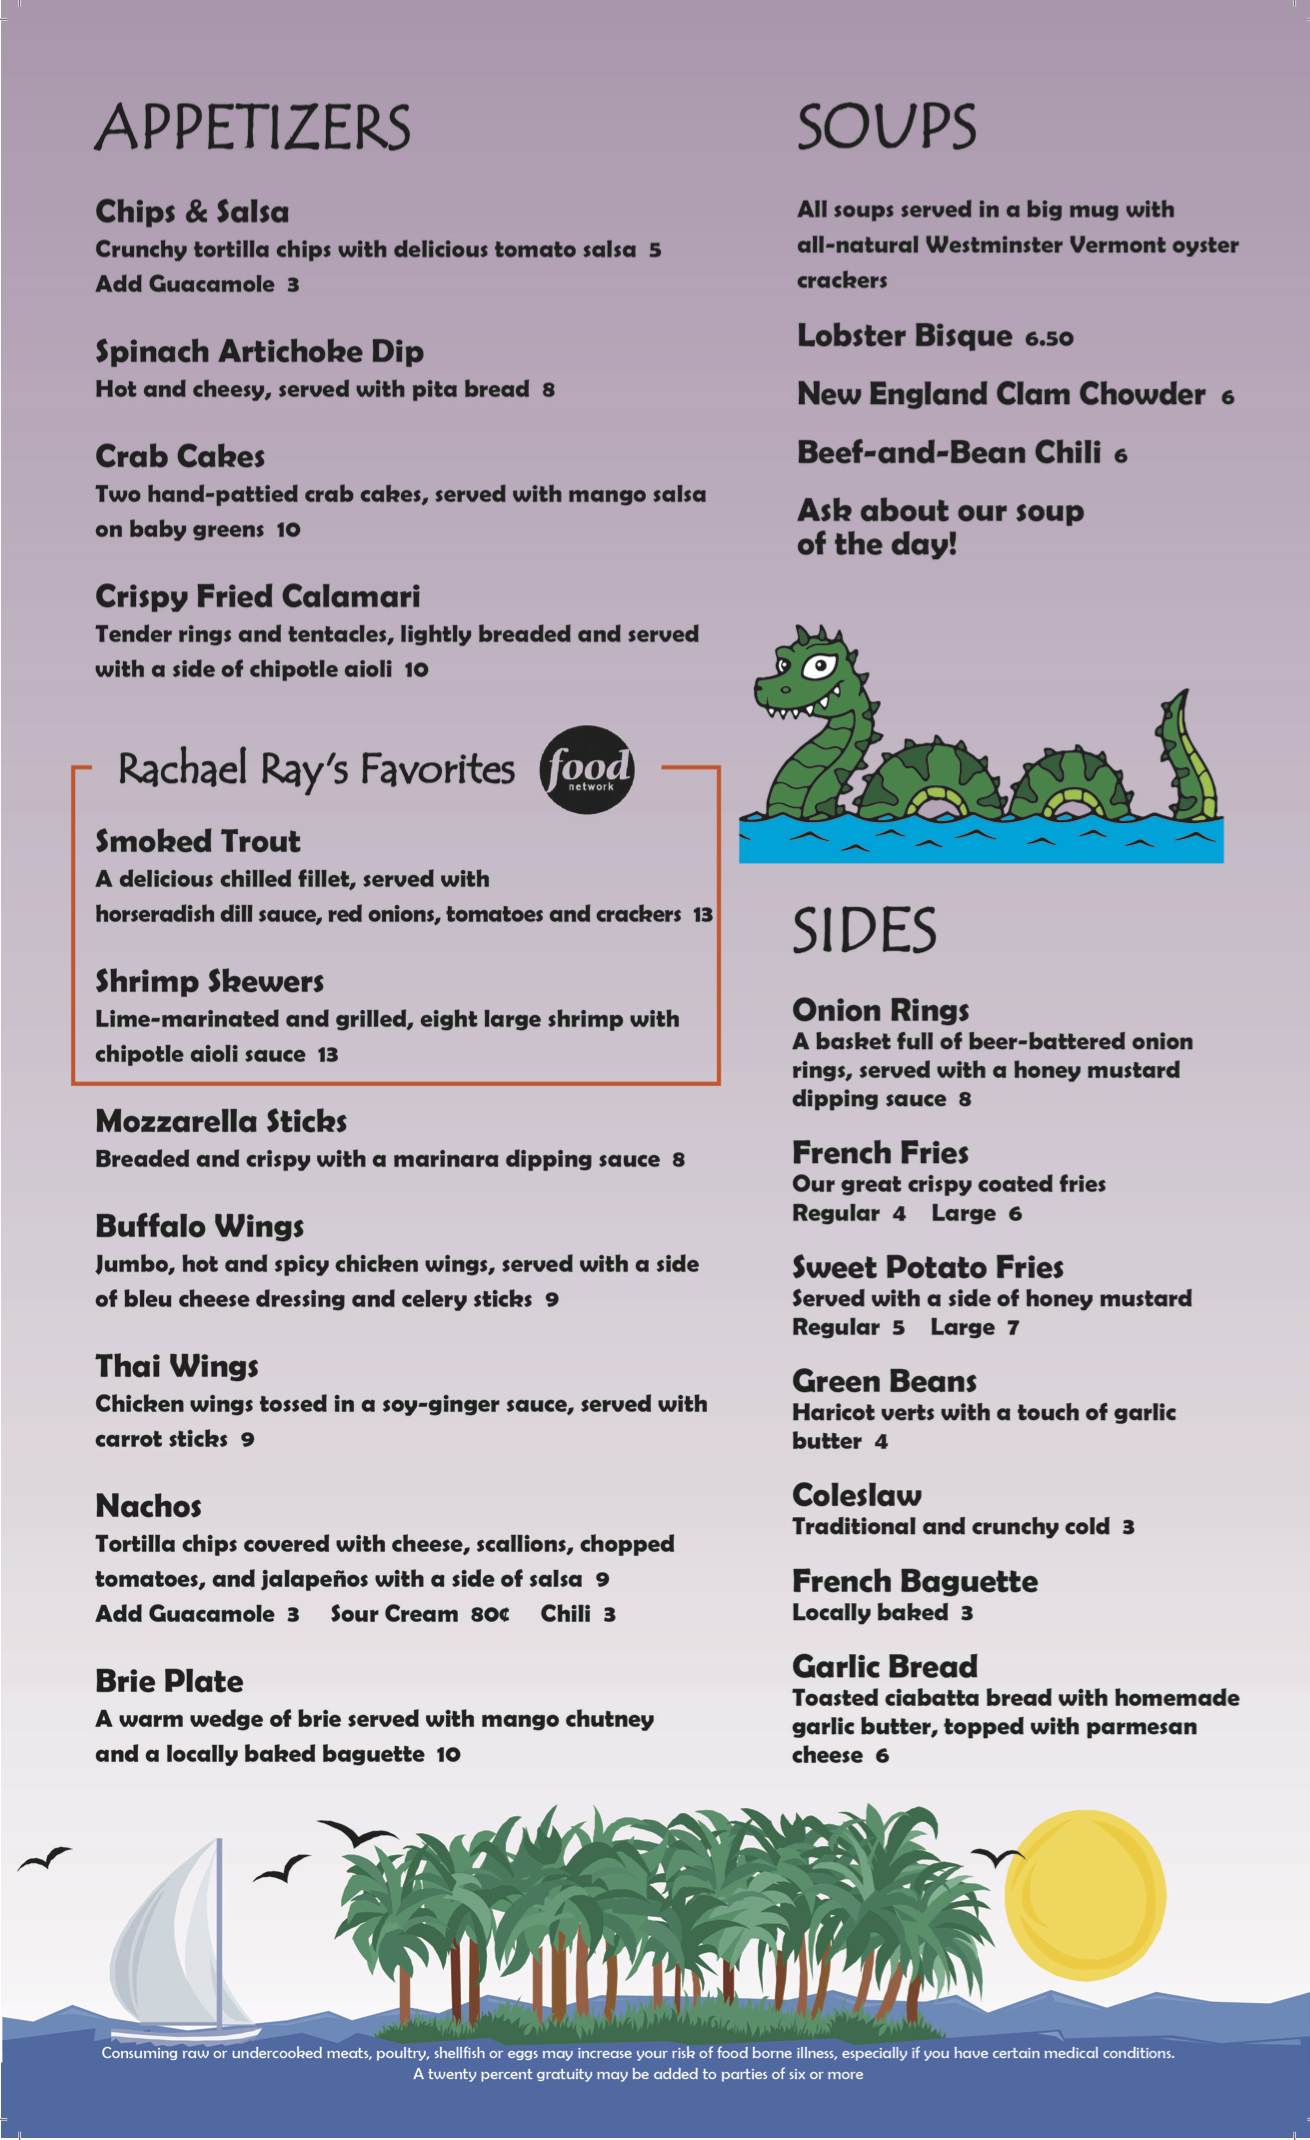 APPETIZERS
Chips & Salsa
Crunchy tortilla chips with delicious tomato salsa 5
Add Guacamole 3
Spinach Artichoke Dip
Hot and cheesy, served with pita bread 8
Crab Cakes
Two hand-pattied crab cakes, served with mango salsa
on baby greens 10
Crispy Fried Calamari
Tender rings and tentacles, lightly breaded and served
with a side of chipotle aioli 10
Rachael Ray's Favorites
food
network
Smoked Trout
A delicious chilled fillet, served with
horseradish dill sauce, red onions, tomatoes and crackers 13
Shrimp Skewers
Lime-marinated and grilled, eight large shrimp with
chipotle aioli sauce 13
Mozzarella Sticks
Breaded and crispy with a marinara dipping sauce 8
Buffalo Wings
Jumbo, hot and spicy chicken wings, served with a side
of bleu cheese dressing and celery sticks 9
Thai Wings
Chicken wings tossed in a soy-ginger sauce, served with
carrot sticks 9
Nachos
Tortilla chips covered with cheese, scallions, chopped
tomatoes, and jalapeños with a side of salsa 9
Add Guacamole 3 Sour Cream 80¢ Chili 3
Brie Plate
A warm wedge of brie served with mango chutney
and a locally baked baguette 10
SOUPS
All soups served in a big mug with
all-natural Westminster Vermont oyster
crackers
Lobster Bisque 6.50
New England Clam Chowder 6
Beef-and-Bean Chili 6
Ask about our soup
of the day!
SIDES
Onion Rings
A basket full of beer-battered onion
rings, served with a honey mustard
dipping sauce 8
French Fries
Our great crispy coated fries
Regular 4 Large 6
Sweet Potato Fries
Served with a side of honey mustard
Regular 5 Large 7
Green Beans
Haricot verts with a touch of garlic
butter 4
Coleslaw
Traditional and crunchy cold 3
French Baguette
Locally baked 3
Garlic Bread
Toasted ciabatta bread with homemade
garlic butter, topped with parmesan
cheese 6
Consuming raw or undercooked meats, poultry, shellfish or eggs may increase your risk of food borne illness, especially if you have certain medical conditions.
A twenty percent gratuity may be added to parties of six or more